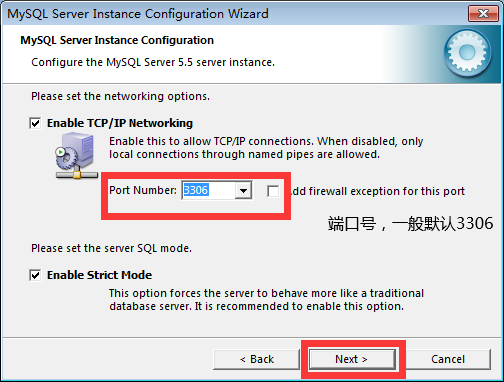 MySQL Server Instance Configuration Wizard
MySQL Server Instance Configuration
Configure the MySQL Server 5.5 server instance.
Please set the networking options.
Enable TCP/IP Networking
Enable this to allow TCP/IP connections. When disabled, only
local connections through named pipes are allowed.
Port Number: 3306 Add firewall exception for this port
端口号，一般默认3306
Please set the server SQL mode.
Enable Strict Mode
This option forces the server to behave more like a traditional
database server. It is recommended to enable this option.
< Back Next > Cancel